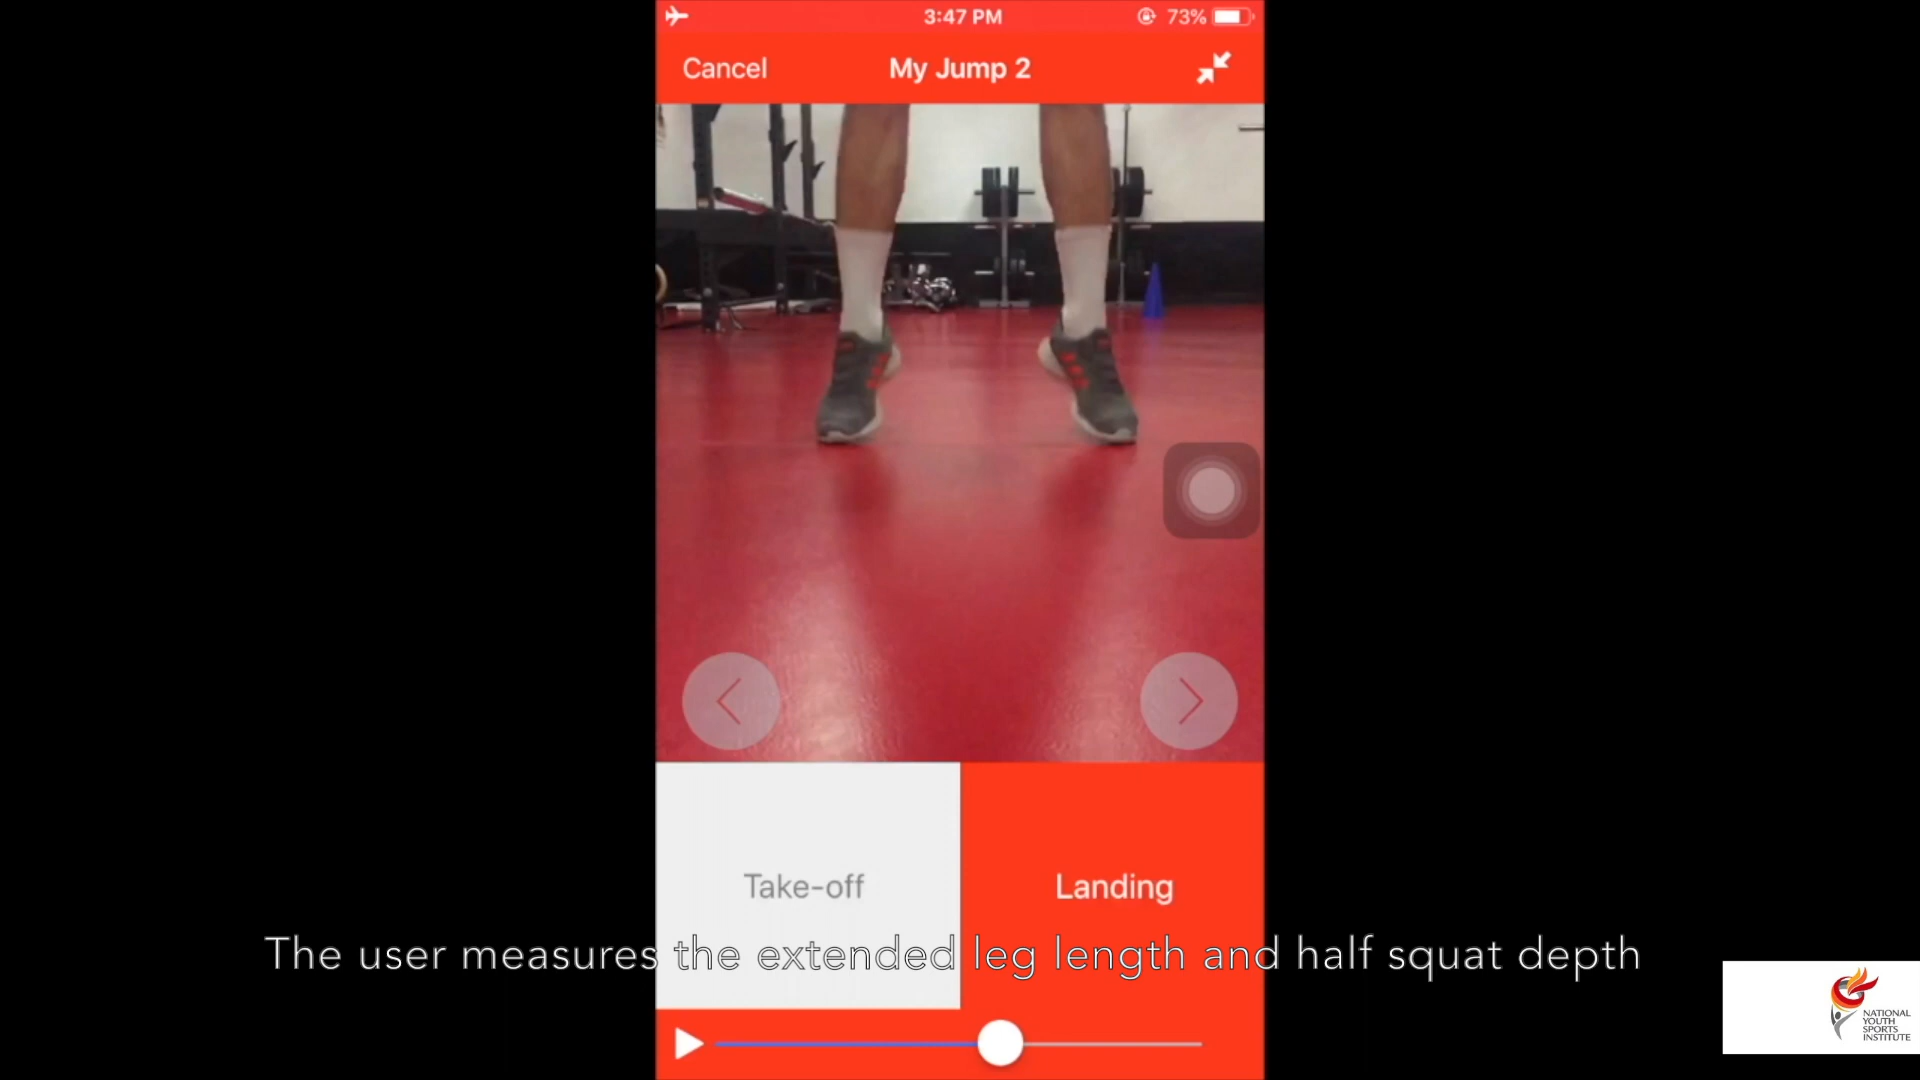 3:47 PM
73%
Cancel
My Jump 2
Take-off
Landing
The user measures the extended leg length and half squat depth
NATIONAL
YOUTH
SPORTS
INSTITUTE